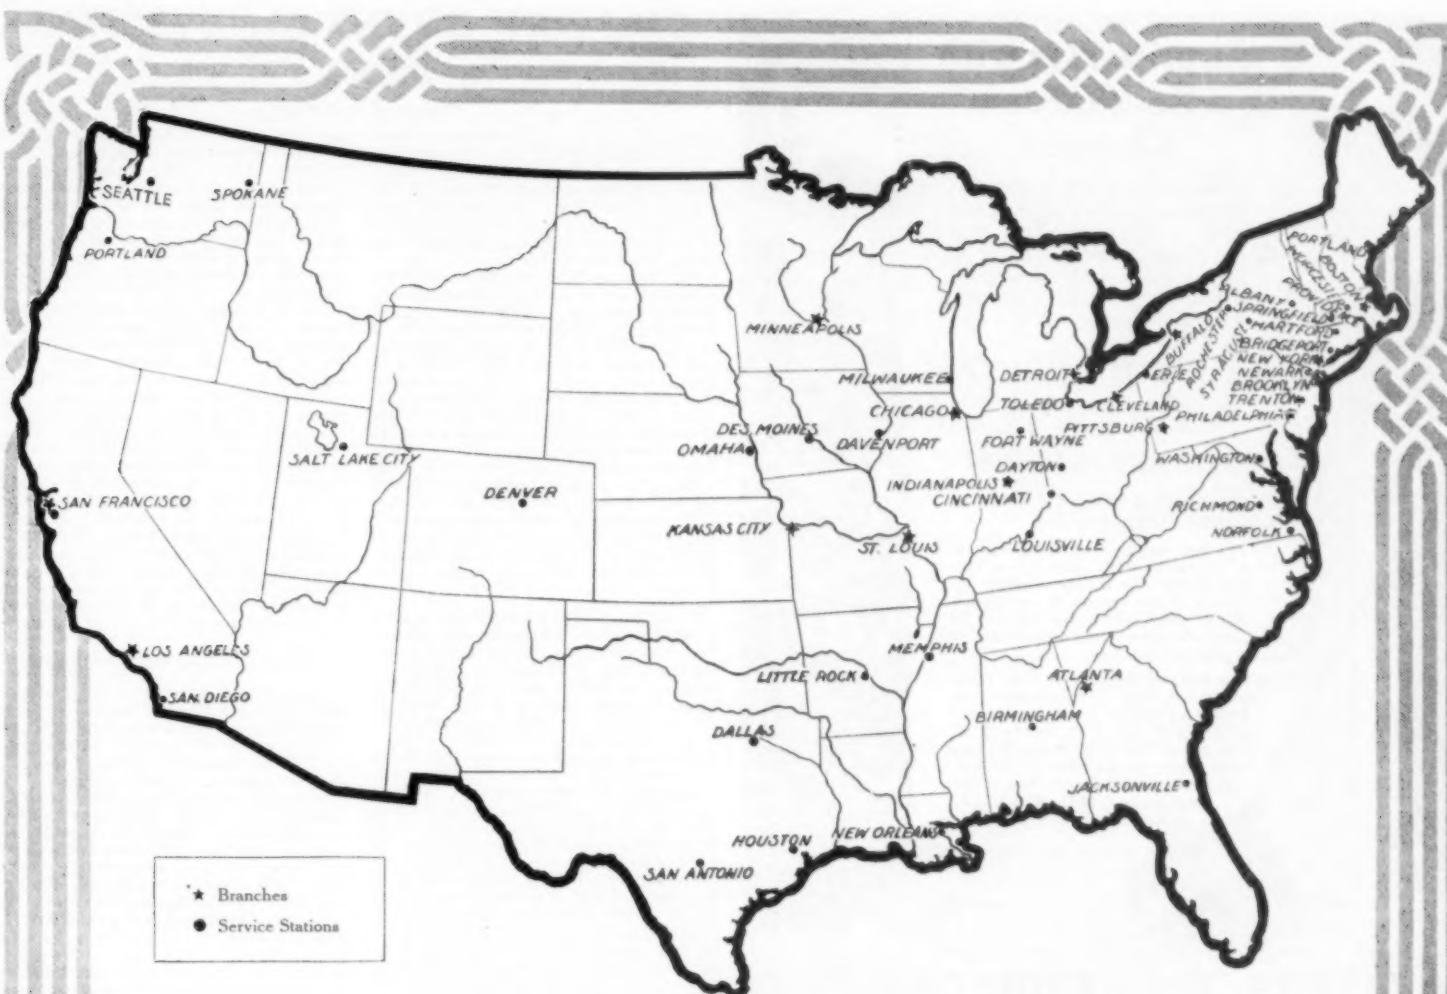 SEATTLE
SPOKANE
PORTLAND
SAN FRANCISCO
LOS ANGELES
SAN DIEGO
SALT LAKE CITY
DENVER
MINNEAPOLIS
MILWAUKEE
CHICAGO
DES MOINES
DAVENPORT
OMAHA
KANSAS CITY
ST. LOUIS
DETROIT
TOLEDO
CLEVELAND
ERIE
FORT WAYNE
PITTSBURG
DAYTON
INDIANAPOLIS
CINCINNATI
LOUISVILLE
BUFFALO
ROCHESTER
SYRACUSE
PORTLAND
BOSTON
ALBANY
SPRINGFIELD
BRIDGEPORT
NEW YORK
NEWARK
BROOKLYN
TRENTON
PHILADELPHIA
WASHINGTON
RICHMOND
NORFOLK
MEMPHIS
LITTLE ROCK
ATLANTA
BIRMINGHAM
DALLAS
JACKSONVILLE
NEW ORLEANS
HOUSTON
SAN ANTONIO
Branches
Service Stations